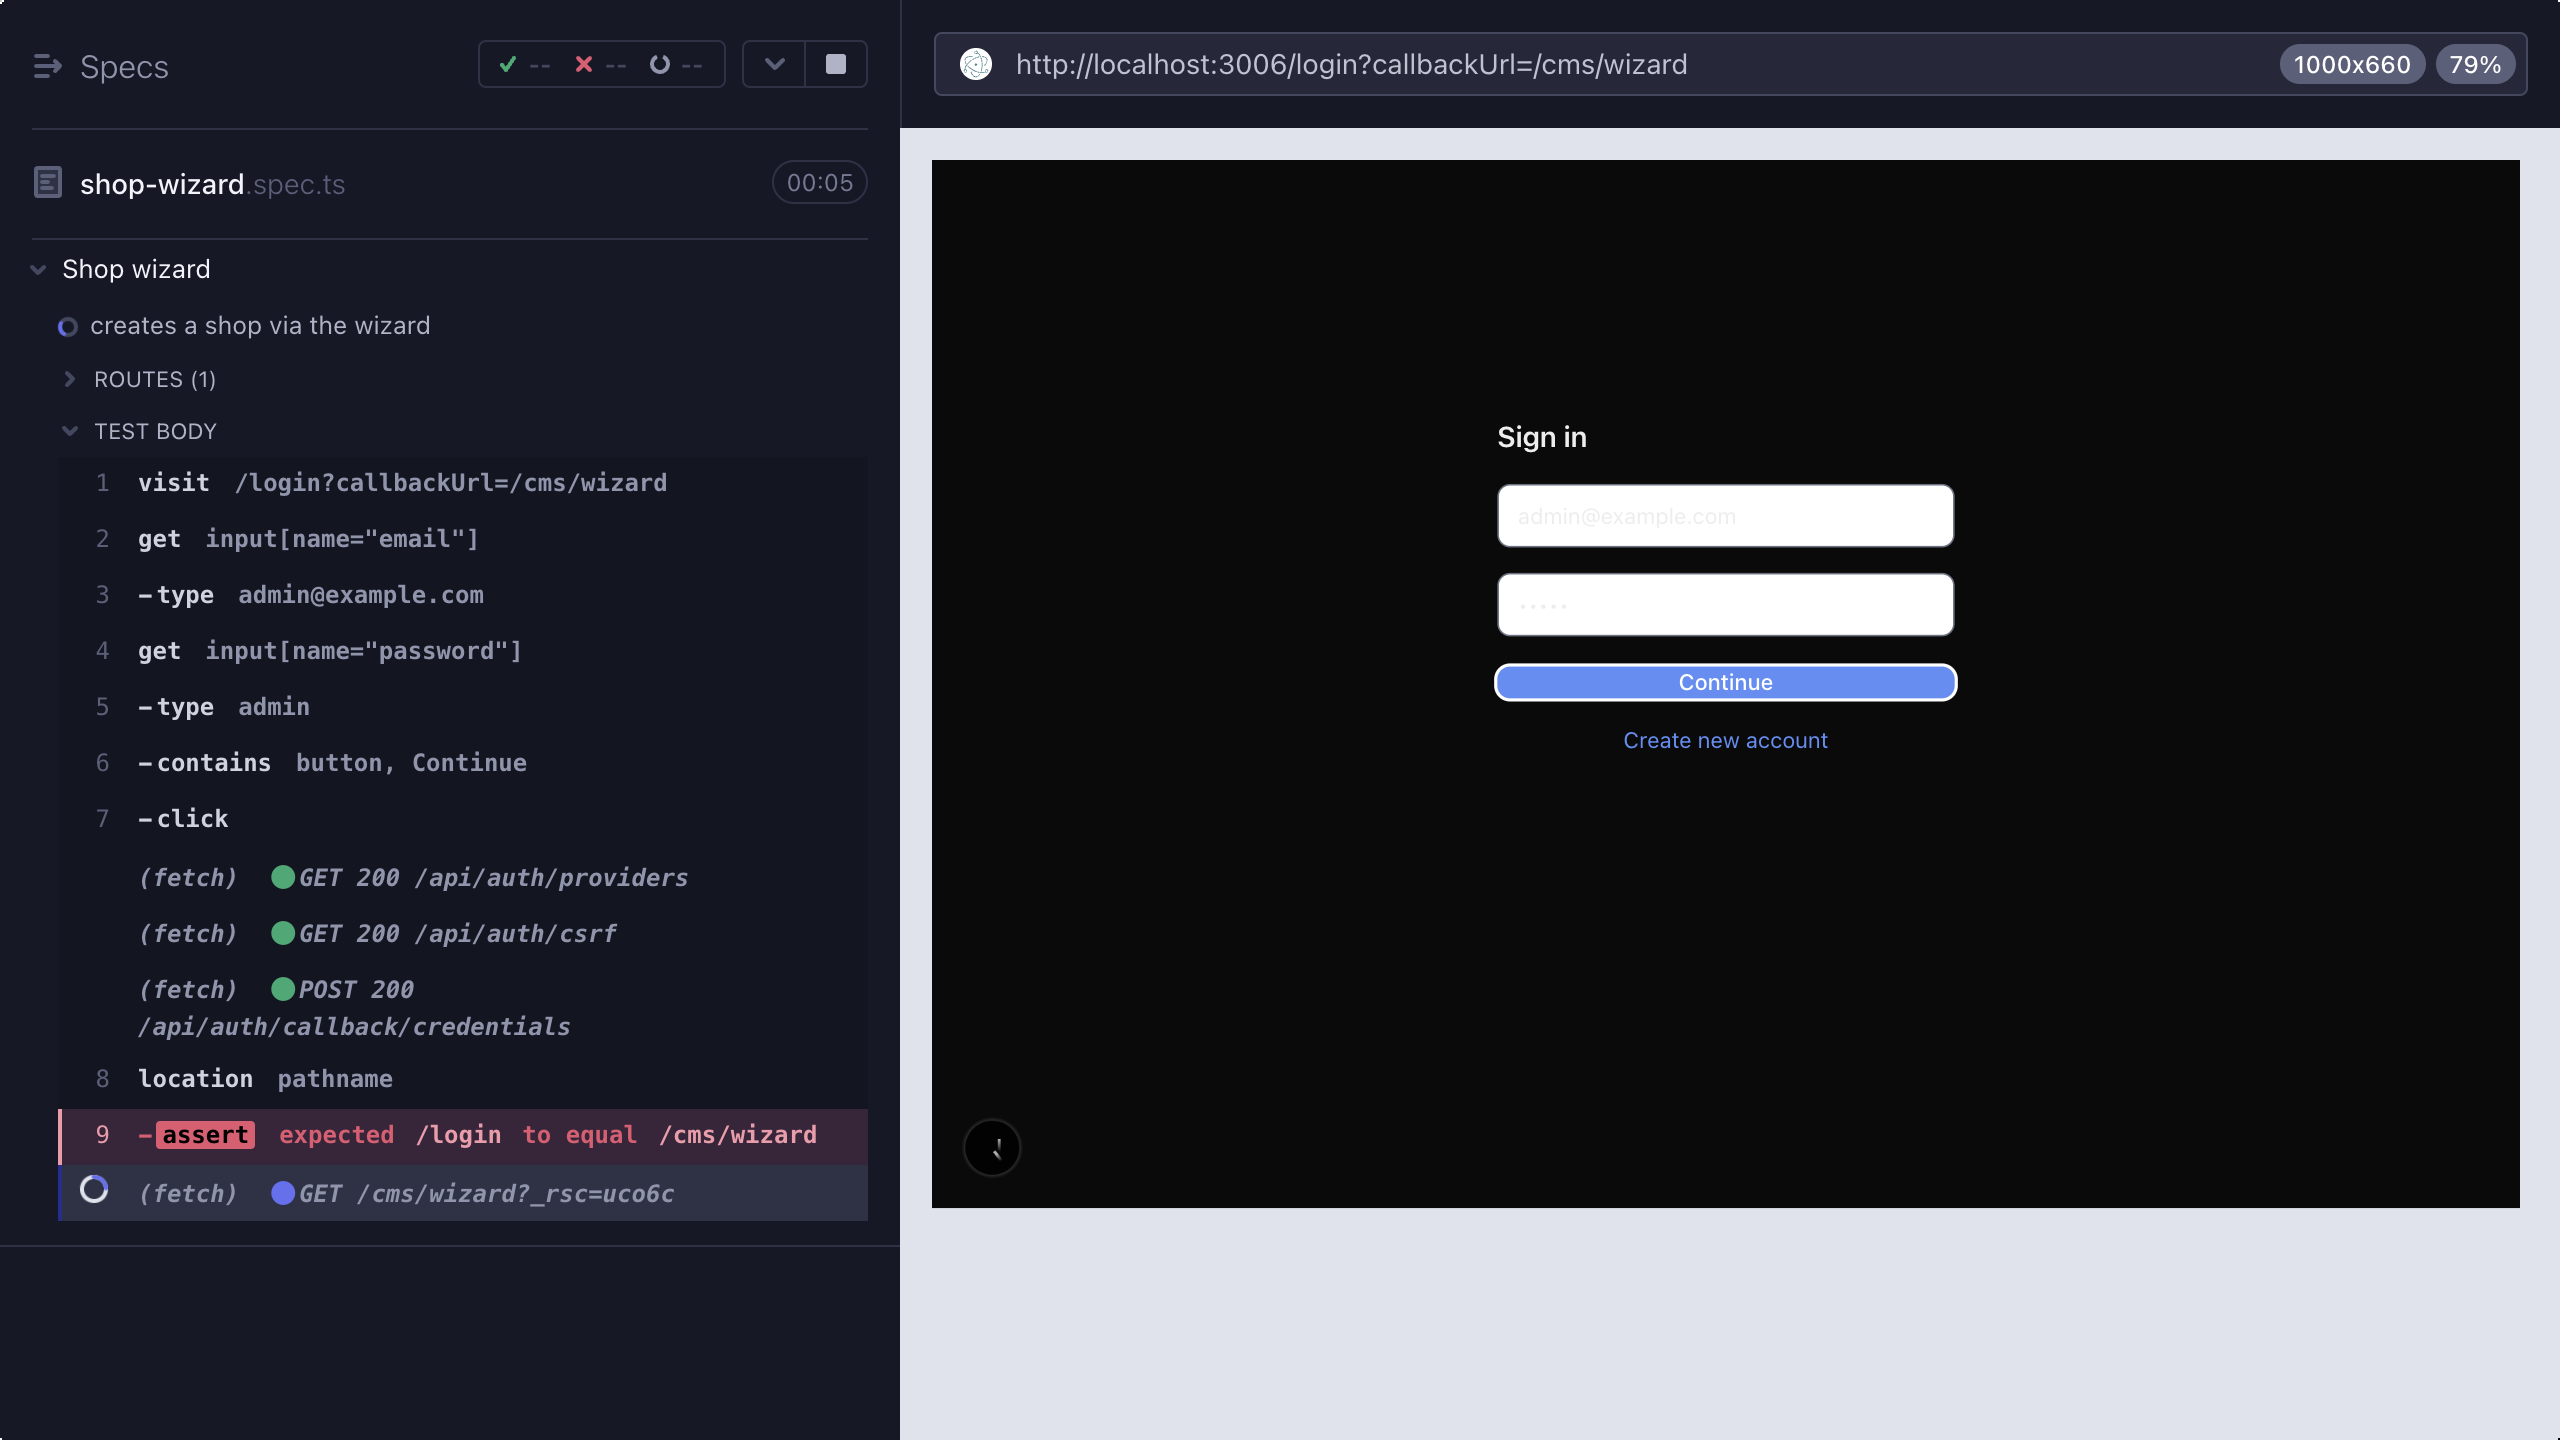 Specs
--
--
--
shop-wizard.spec.ts
00:05
Shop wizard
creates a shop via the wizard
ROUTES (1)
TEST BODY
1 visit /login?callbackUrl=/cms/wizard
2 get input[name="email"]
3 -type admin@example.com
4 get input[name="password"]
5 -type admin
6 -contains button, Continue
7 -click
(fetch) GET 200 /api/auth/providers
(fetch) GET 200 /api/auth/csrf
(fetch) POST 200
/api/auth/callback/credentials
8 location pathname
9 -assert expected /login to equal /cms/wizard
(fetch) GET /cms/wizard?_rsc=uco6c
http://localhost:3006/login?callbackUrl=/cms/wizard
1000x660
79%
Sign in
admin@example.com
•••••
Continue
Create new account